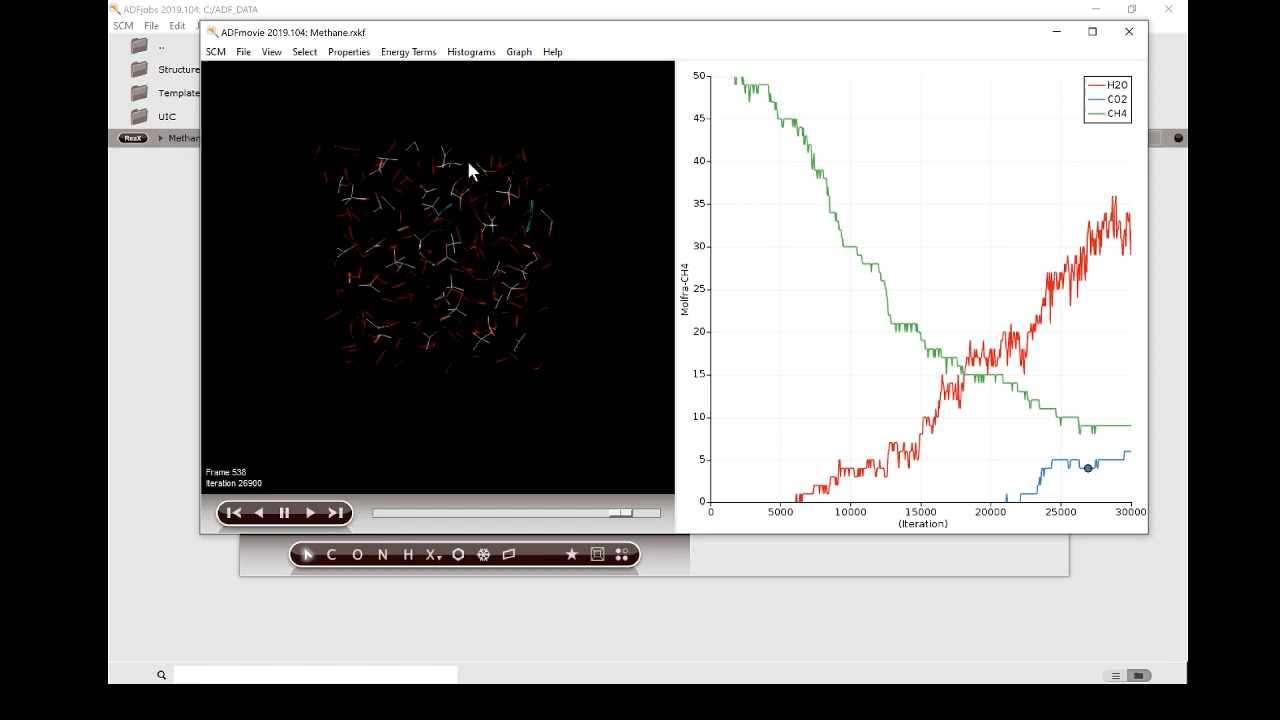 ADFjobs 2019.104: C:/ADF_DATA
SCM File Edit
ADFmovie 2019.104: Methane.rxkf
SCM File View Select Properties Energy Terms Histograms Graph Help
..
Structure
Template
UIC
ReaX Methan
50
45
40
35
30
25
20
15
10
5
0
Molfra-CH4
H2O
CO2
CH4
0 5000 10000 15000 20000 25000 30000
(Iteration)
Frame 538
Iteration 26900
C O N H X